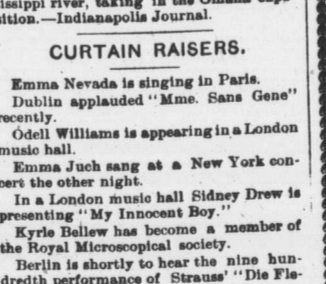 issippi river, taking in the Omaha
sition.—Indianapolis Journal.
CURTAIN RAISERS.
Emma Nevada is singing in Paris.
Dublin applauded "Mme. Sans Gene"
recently.
Odell Williams is appearing in a London
music hall.
Emma Juch sang at a New York con-
cert the other night.
In a London music hall Sidney Drew is
presenting "My Innocent Boy."
Kyrle Bellew has become a member of
the Royal Microscopical society.
Berlin is shortly to hear the nine hun-
dredth performance of Strauss' "Die Fle-